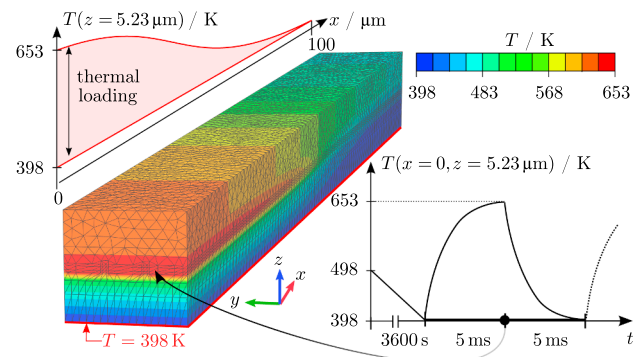 T(z = 5.23 μm) / K
x / μm
653
100
thermal
loading
398
0
T / K
398 483 568 653
T(x = 0, z = 5.23 μm) / K
653
498
398
3600 s 5 ms 5 ms t
z
x
y
T = 398 K